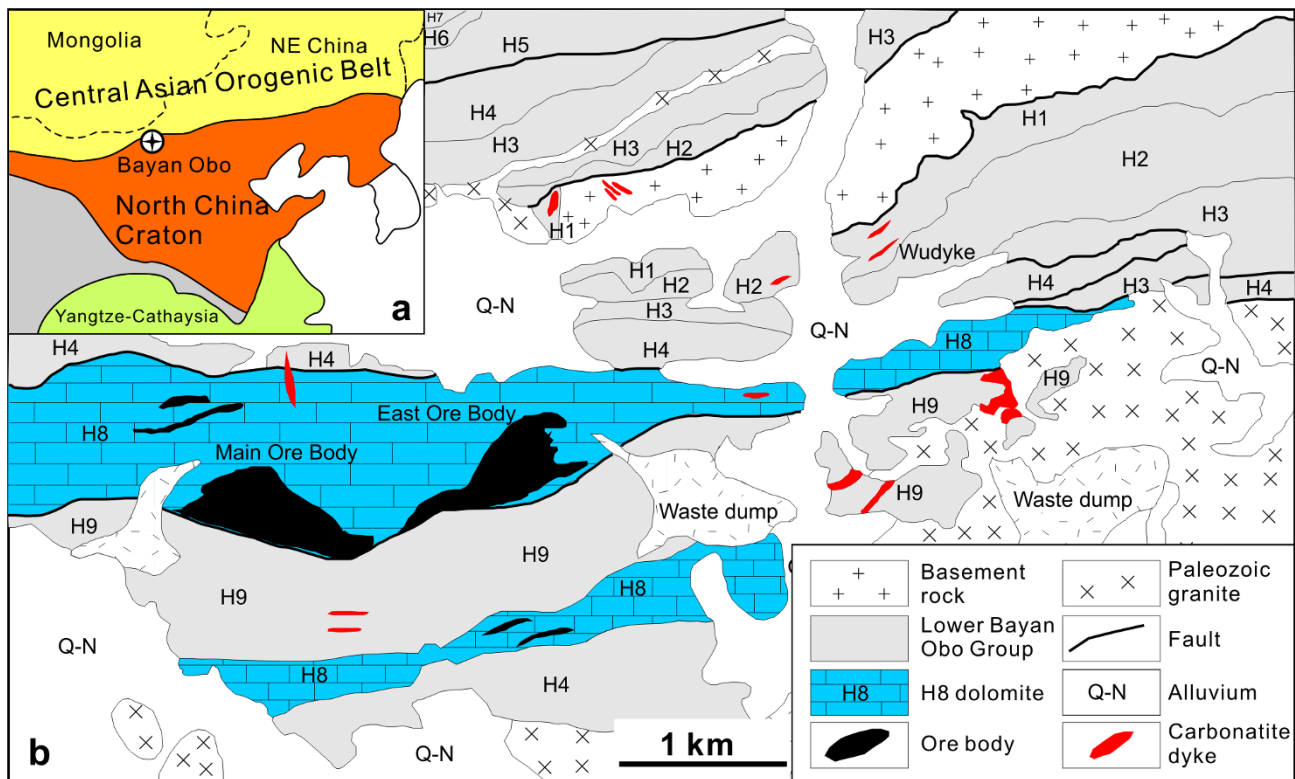 Mongolia
NE China
Central Asian Orogenic Belt
Bayan Obo
North China
Craton
Yangtze-Cathaysia
a
H7
H6
H5
H4
H3
H3
H2
H1
H3
H1
H2
H3
Wudyke
H1
H2
H3
H2
H4
Q-N
Q-N
H4
H3
H4
H8
Q-N
H9
H9
H9
H4
H4
H8
East Ore Body
Main Ore Body
H9
H9
H9
Waste dump
Waste dump
H8
H8
H4
Q-N
Q-N
b
1 km
Basement
rock
Paleozoic
granite
Lower Bayan
Obo Group
Fault
H8
H8 dolomite
Q-N
Alluvium
Ore body
Carbonatite
dyke